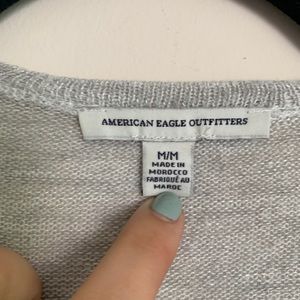 AMERICAN EAGLE OUTFITTERS
M/M
MADE IN
MOROCCO
FABRIQUÉ AU
MAROC